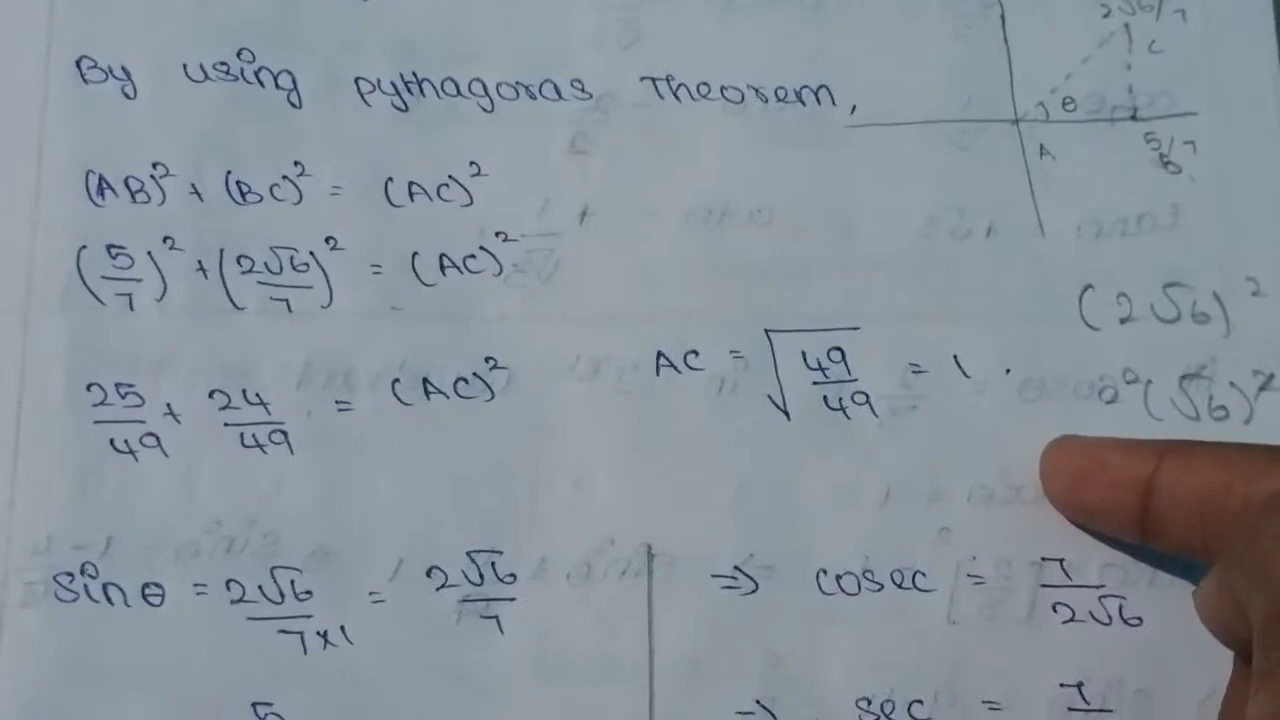 By using pythagoras Theorem,
2√6/7
C
θ
A
5/7
B
(AB)² + (BC)² = (AC)²
(5/7)² + (2√6/7)² = (AC)²
(2√6)²
25/49 + 24/49 = (AC)²
AC = √(49/49) = 1.
2²(√6)²
sinθ = 2√6/7×1 = 2√6/7
⇒ cosec = 7/2√6
5
⇒ sec = 7